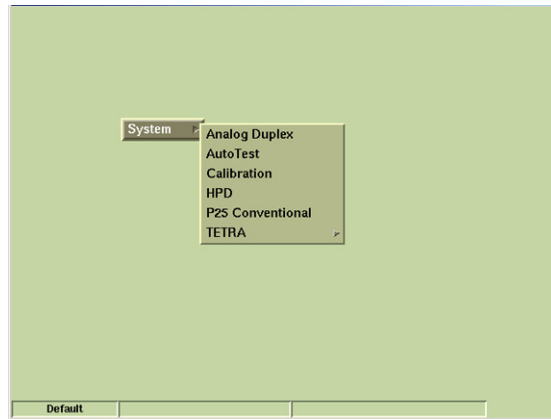 System
Analog Duplex
AutoTest
Calibration
HPD
P25 Conventional
TETRA
Default